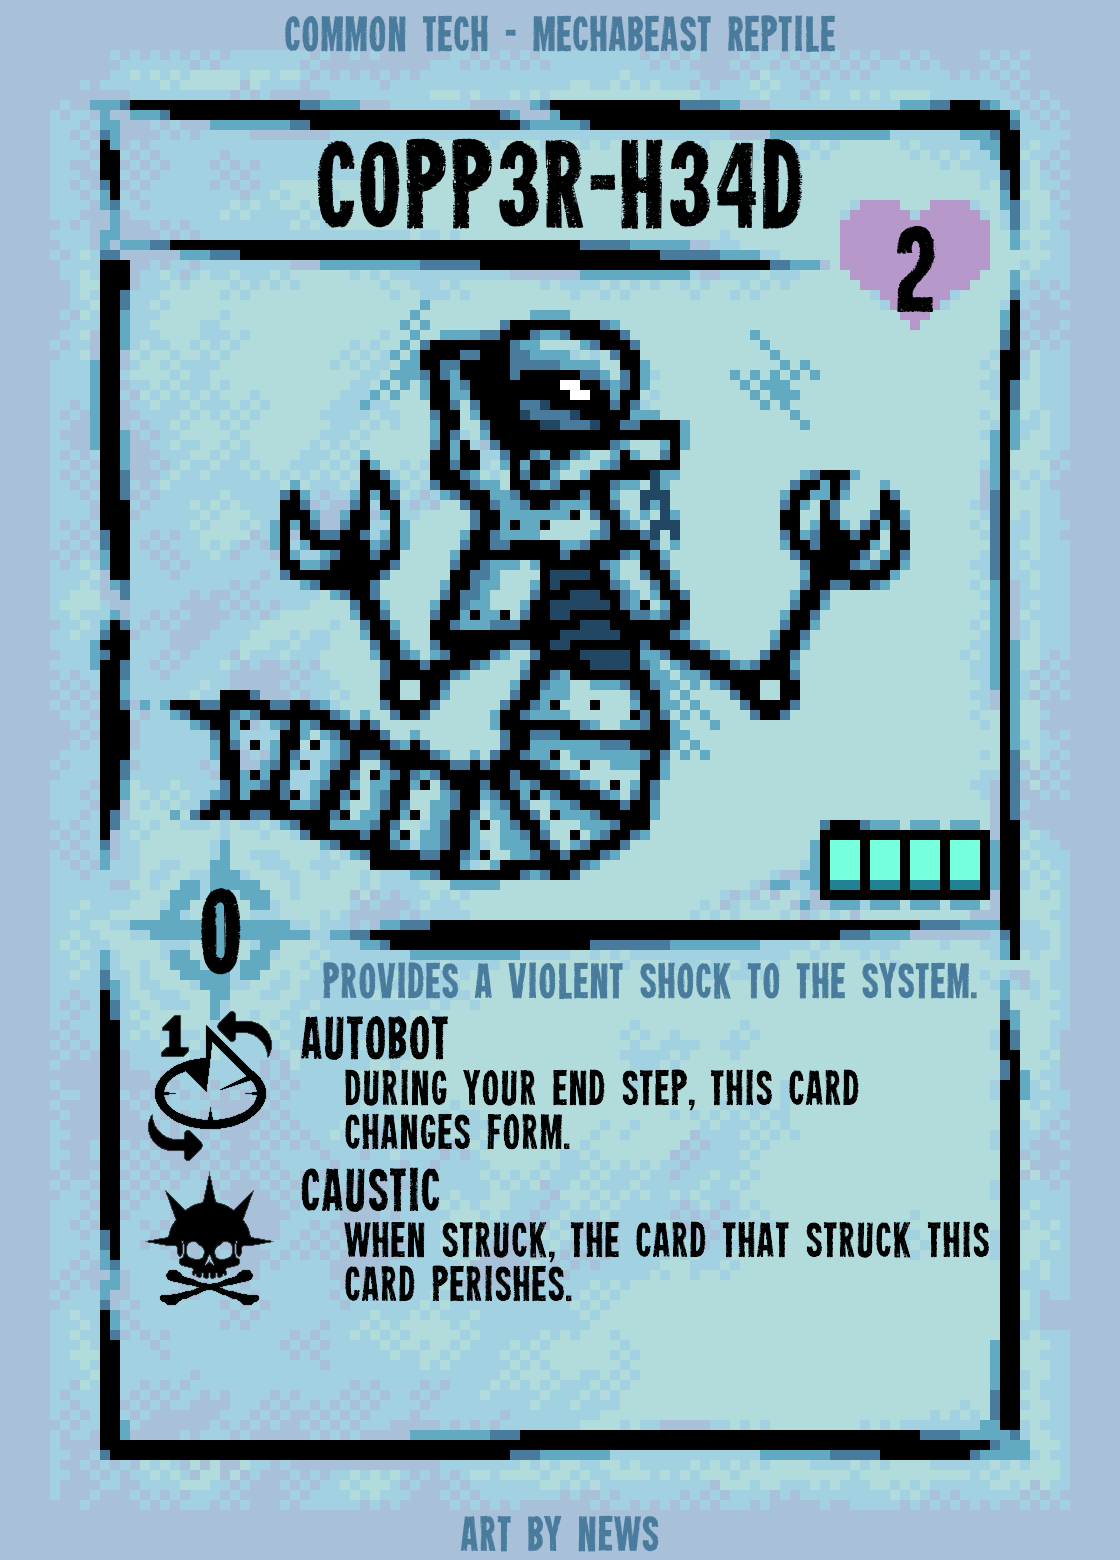 COMMON TECH - MECHABEAST REPTILE
C0PP3R-H34D
2
0
PROVIDES A VIOLENT SHOCK TO THE SYSTEM.
1
AUTOBOT
DURING YOUR END STEP, THIS CARD
CHANGES FORM.
CAUSTIC
WHEN STRUCK, THE CARD THAT STRUCK THIS
CARD PERISHES.
ART BY NEWS